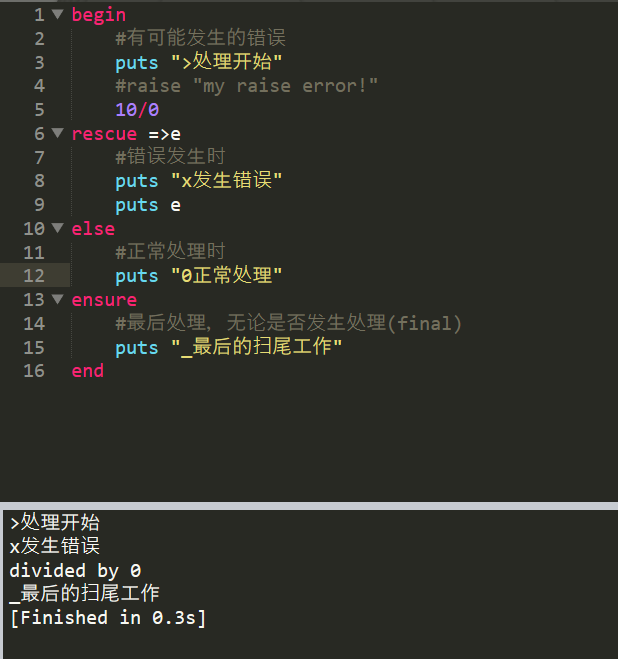 1 begin
2 #有可能发生的错误
3 puts ">处理开始"
4 #raise "my raise error!"
5 10/0
6 rescue =>e
7 #错误发生时
8 puts "x发生错误"
9 puts e
10 else
11 #正常处理时
12 puts "0正常处理"
13 ensure
14 #最后处理，无论是否发生处理(final)
15 puts "_最后的扫尾工作"
16 end
>处理开始
x发生错误
divided by 0
_最后的扫尾工作
[Finished in 0.3s]